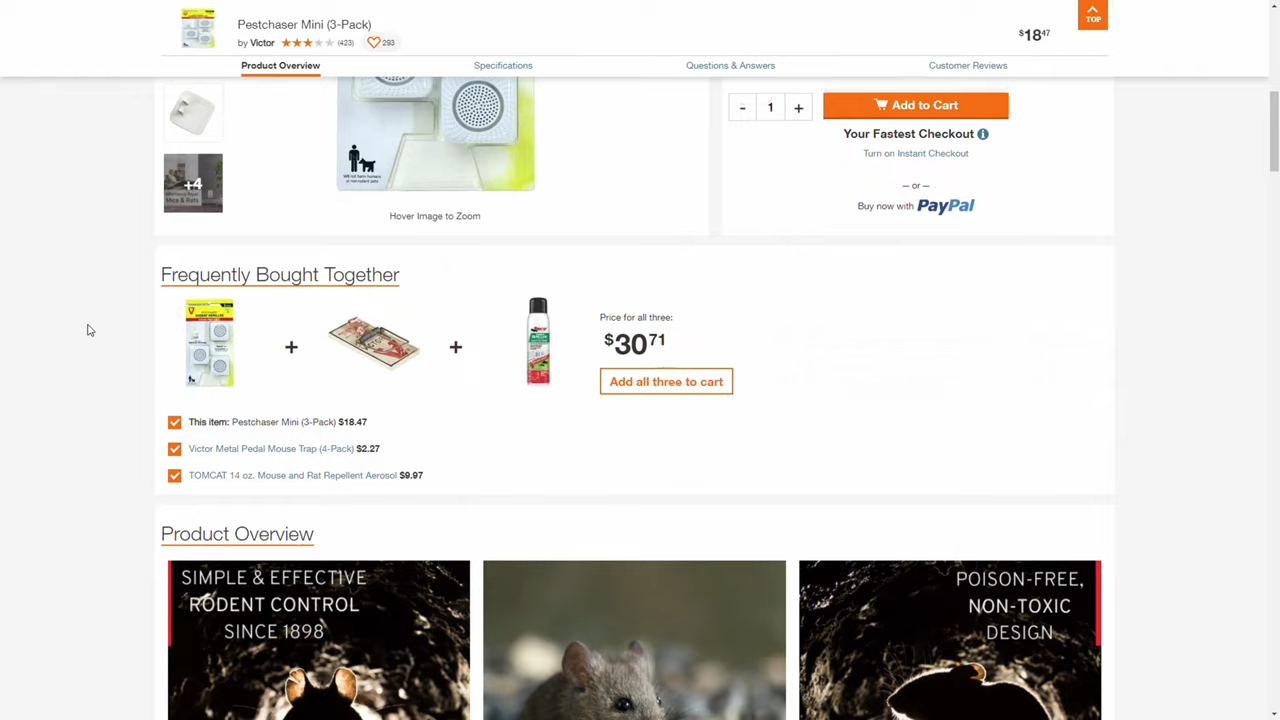 Pestchaser Mini (3-Pack)
by Victor (423) 293
$18 47
TOP
Product Overview Specifications Questions & Answers Customer Reviews
+4
Hover Image to Zoom
- 1 + Add to Cart
Your Fastest Checkout
Turn on Instant Checkout
— or —
Buy now with PayPal
Frequently Bought Together
+ +
Price for all three:
$30 71
Add all three to cart
This item: Pestchaser Mini (3-Pack) $18.47
Victor Metal Pedal Mouse Trap (4-Pack) $2.27
TOMCAT 14 oz. Mouse and Rat Repellent Aerosol $9.97
Product Overview
SIMPLE & EFFECTIVE
RODENT CONTROL
SINCE 1898
POISON-FREE,
NON-TOXIC
DESIGN